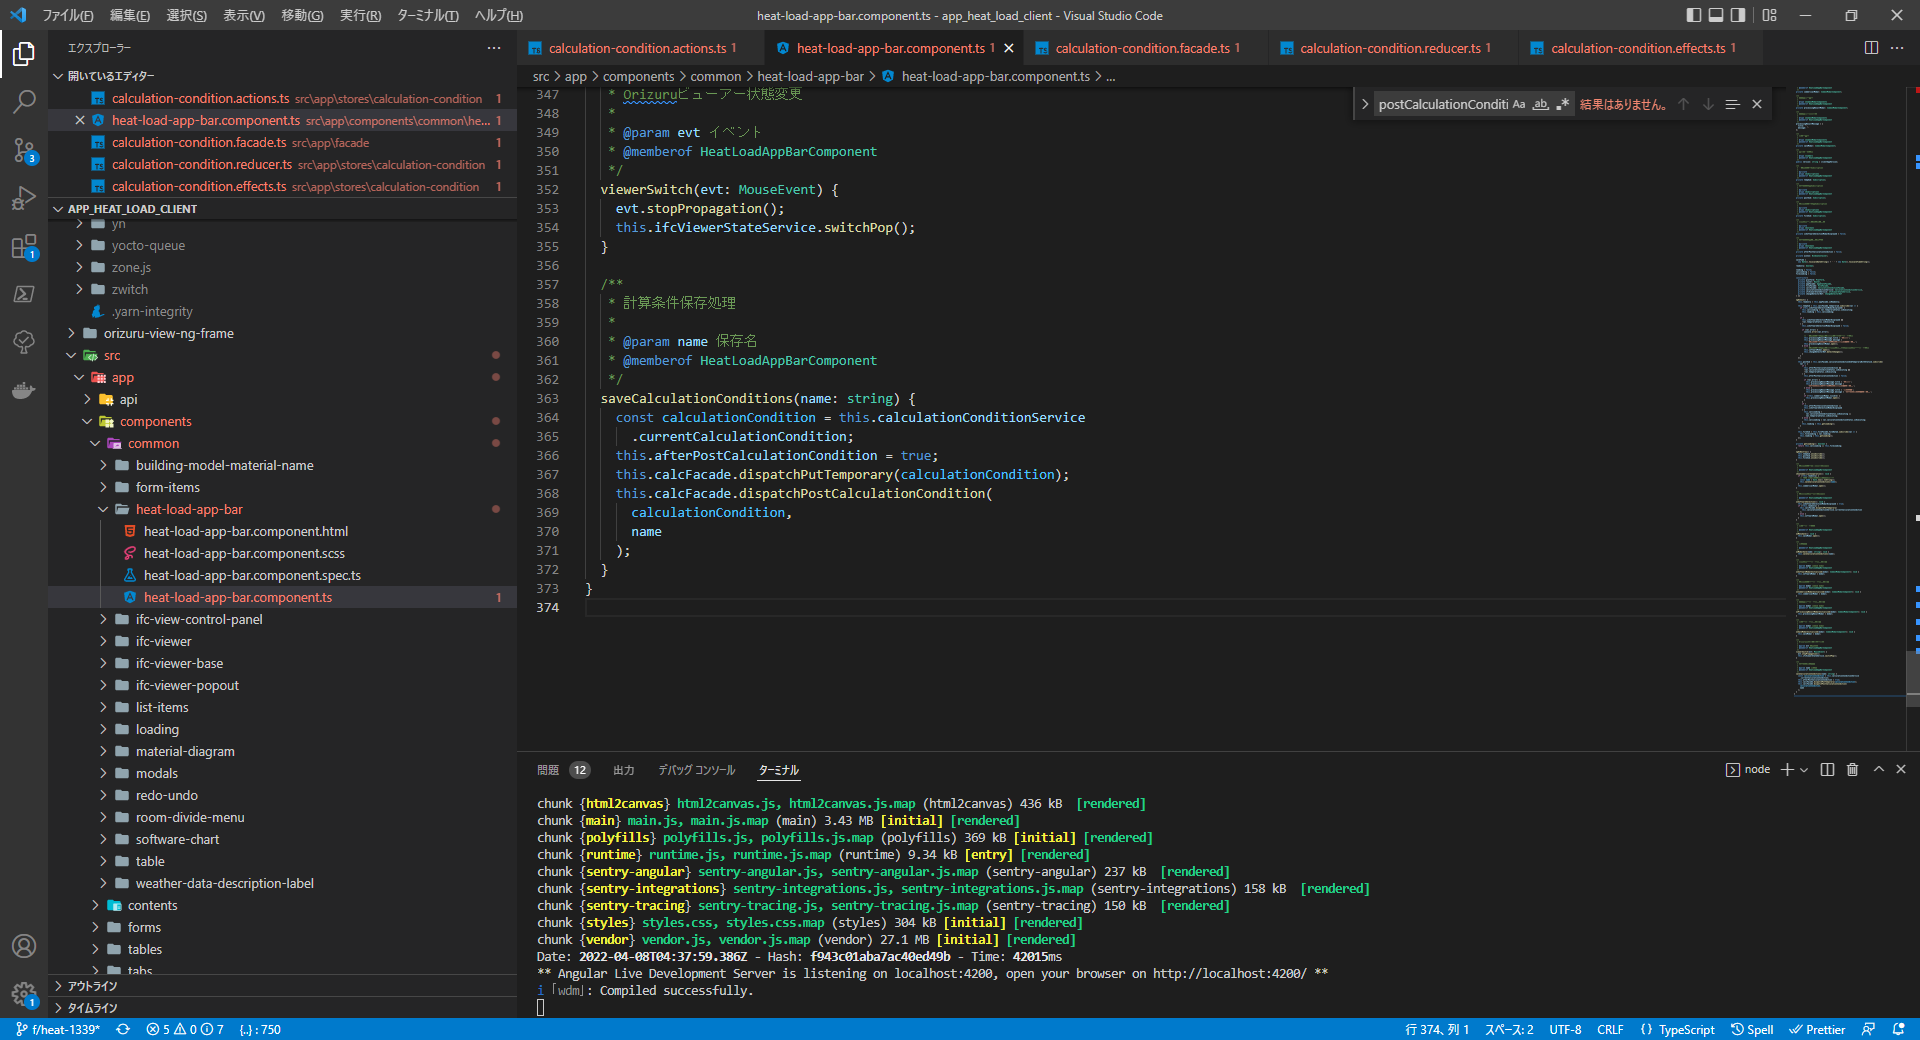 ファイル(F) 編集(E) 選択(S) 表示(V) 移動(G) 実行(R) ターミナル(T) ヘルプ(H)
heat-load-app-bar.component.ts - app_heat_load_client - Visual Studio Code
エクスプローラー
開いているエディター
calculation-condition.actions.ts src\app\stores\calculation-condition 1
heat-load-app-bar.component.ts src\app\components\common\he... 1
calculation-condition.facade.ts src\app\facade 1
calculation-condition.reducer.ts src\app\stores\calculation-condition 1
calculation-condition.effects.ts src\app\stores\calculation-condition 1
APP_HEAT_LOAD_CLIENT
yn
yocto-queue
zone.js
zwitch
.yarn-integrity
orizuru-view-ng-frame
src
app
api
components
common
building-model-material-name
form-items
heat-load-app-bar
heat-load-app-bar.component.html
heat-load-app-bar.component.scss
heat-load-app-bar.component.spec.ts
heat-load-app-bar.component.ts 1
ifc-view-control-panel
ifc-viewer
ifc-viewer-base
ifc-viewer-popout
list-items
loading
material-diagram
modals
redo-undo
room-divide-menu
software-chart
table
weather-data-description-label
contents
forms
tables
tabs
アウトライン
タイムライン
3
1
1
calculation-condition.actions.ts 1
heat-load-app-bar.component.ts 1
calculation-condition.facade.ts 1
calculation-condition.reducer.ts 1
calculation-condition.effects.ts 1
src > app > components > common > heat-load-app-bar > heat-load-app-bar.component.ts > ...
postCalculationConditi Aa ab .* 結果はありません。
347 * Orizuruビューアー状態変更
348 *
349 * @param evt イベント
350 * @memberof HeatLoadAppBarComponent
351 */
352 viewerSwitch(evt: MouseEvent) {
353 evt.stopPropagation();
354 this.ifcViewerStateService.switchPop();
355 }
356
357 /**
358 * 計算条件保存処理
359 *
360 * @param name 保存名
361 * @memberof HeatLoadAppBarComponent
362 */
363 saveCalculationConditions(name: string) {
364 const calculationCondition = this.calculationConditionService
365 .currentCalculationCondition;
366 this.afterPostCalculationCondition = true;
367 this.calcFacade.dispatchPutTemporary(calculationCondition);
368 this.calcFacade.dispatchPostCalculationCondition(
369 calculationCondition,
370 name
371 );
372 }
373 }
374
問題 12 出力 デバッグ コンソール ターミナル
node
chunk {html2canvas} html2canvas.js, html2canvas.js.map (html2canvas) 436 kB [rendered]
chunk {main} main.js, main.js.map (main) 3.43 MB [initial] [rendered]
chunk {polyfills} polyfills.js, polyfills.js.map (polyfills) 369 kB [initial] [rendered]
chunk {runtime} runtime.js, runtime.js.map (runtime) 9.34 kB [entry] [rendered]
chunk {sentry-angular} sentry-angular.js, sentry-angular.js.map (sentry-angular) 237 kB [rendered]
chunk {sentry-integrations} sentry-integrations.js, sentry-integrations.js.map (sentry-integrations) 158 kB [rendered]
chunk {sentry-tracing} sentry-tracing.js, sentry-tracing.js.map (sentry-tracing) 150 kB [rendered]
chunk {styles} styles.css, styles.css.map (styles) 304 kB [initial] [rendered]
chunk {vendor} vendor.js, vendor.js.map (vendor) 27.1 MB [initial] [rendered]
Date: 2022-04-08T04:37:59.386Z - Hash: f943c01aba7ac40ed49b - Time: 42015ms
** Angular Live Development Server is listening on localhost:4200, open your browser on http://localhost:4200/ **
i ｢wdm｣: Compiled successfully.
f/heat-1339* 5 0 7 {..} : 750
行 374、列 1 スペース: 2 UTF-8 CRLF {} TypeScript Spell Prettier